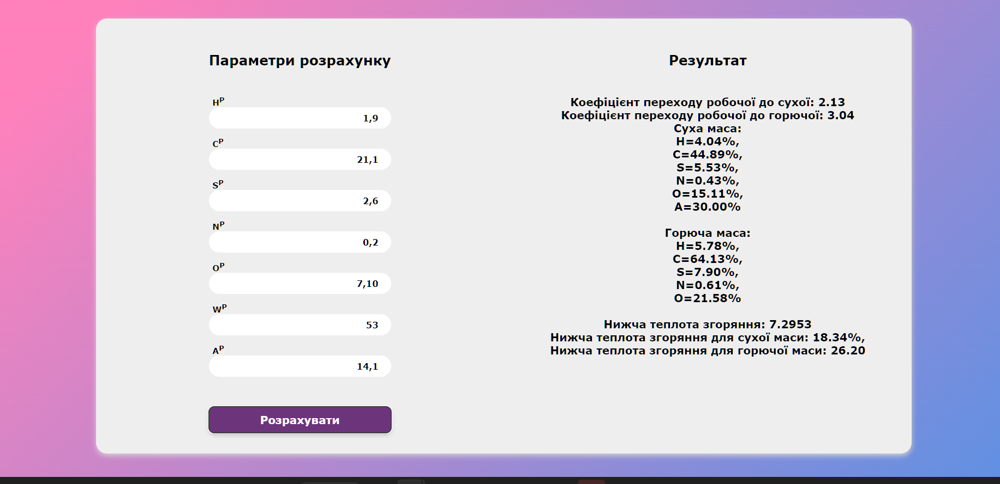 Параметри розрахунку
H^P
1,9
C^P
21,1
S^P
2,6
N^P
0,2
O^P
7,10
W^P
53
A^P
14,1
Розрахувати
Результат
Коефіцієнт переходу робочої до сухої: 2.13
Коефіцієнт переходу робочої до горючої: 3.04
Суха маса:
H=4.04%,
C=44.89%,
S=5.53%,
N=0.43%,
O=15.11%,
A=30.00%
Горюча маса:
H=5.78%,
C=64.13%,
S=7.90%,
N=0.61%,
O=21.58%
Нижча теплота згоряння: 7.2953
Нижча теплота згоряння для сухої маси: 18.34%,
Нижча теплота згоряння для горючої маси: 26.20